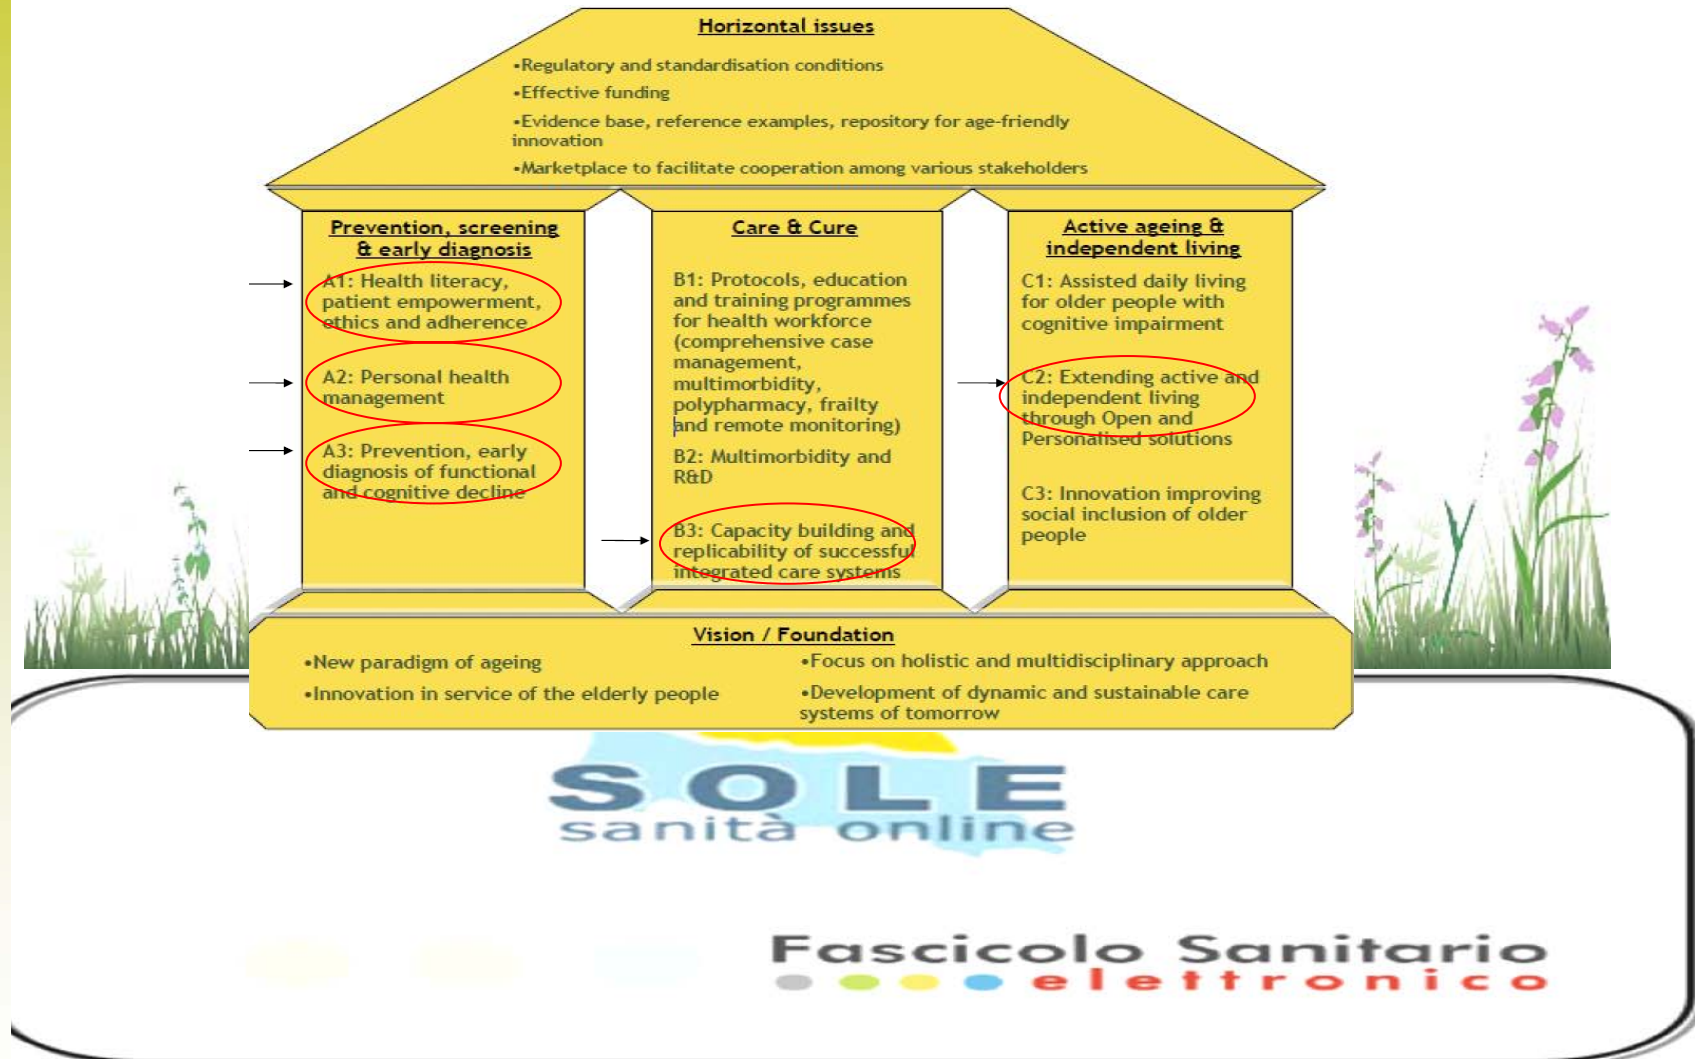 Horizontal issues
•Regulatory and standardisation conditions
•Effective funding
•Evidence base, reference examples, repository for age-friendly
innovation
•Marketplace to facilitate cooperation among various stakeholders
Prevention, screening
& early diagnosis
A1: Health literacy,
patient empowerment,
ethics and adherence
A2: Personal health
management
A3: Prevention, early
diagnosis of functional
and cognitive decline
Care & Cure
B1: Protocols, education
and training programmes
for health workforce
(comprehensive case
management,
multimorbidity,
polypharmacy, frailty
and remote monitoring)
B2: Multimorbidity and
R&D
B3: Capacity building and
replicability of successful
integrated care systems
Active ageing &
independent living
C1: Assisted daily living
for older people with
cognitive impairment
C2: Extending active and
independent living
through Open and
Personalised solutions
C3: Innovation improving
social inclusion of older
people
Vision / Foundation
•New paradigm of ageing
•Innovation in service of the elderly people
•Focus on holistic and multidisciplinary approach
•Development of dynamic and sustainable care
systems of tomorrow
SOLE
sanità online
Fascicolo Sanitario
elettronico